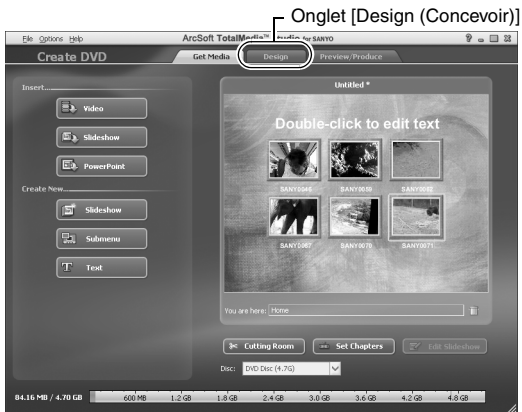 Onglet [Design (Concevoir)]
File Options Help
ArcSoft TotalMedia™ Studio for SANYO
Create DVD
Get Media
Design
Preview/Produce
Insert...
Video
Slideshow
PowerPoint
Create New...
Slideshow
Submenu
Text
Untitled *
Double-click to edit text
SANY0048 SANY0059 SANY0062
SANY0067 SANY0070 SANY0071
You are here: Home
Cutting Room
Set Chapters
Edit Slideshow
Disc: DVD Disc (4.7G)
84.16 MB / 4.70 GB 600 MB 1.2 GB 1.8 GB 2.4 GB 3.0 GB 3.6 GB 4.2 GB 4.8 GB